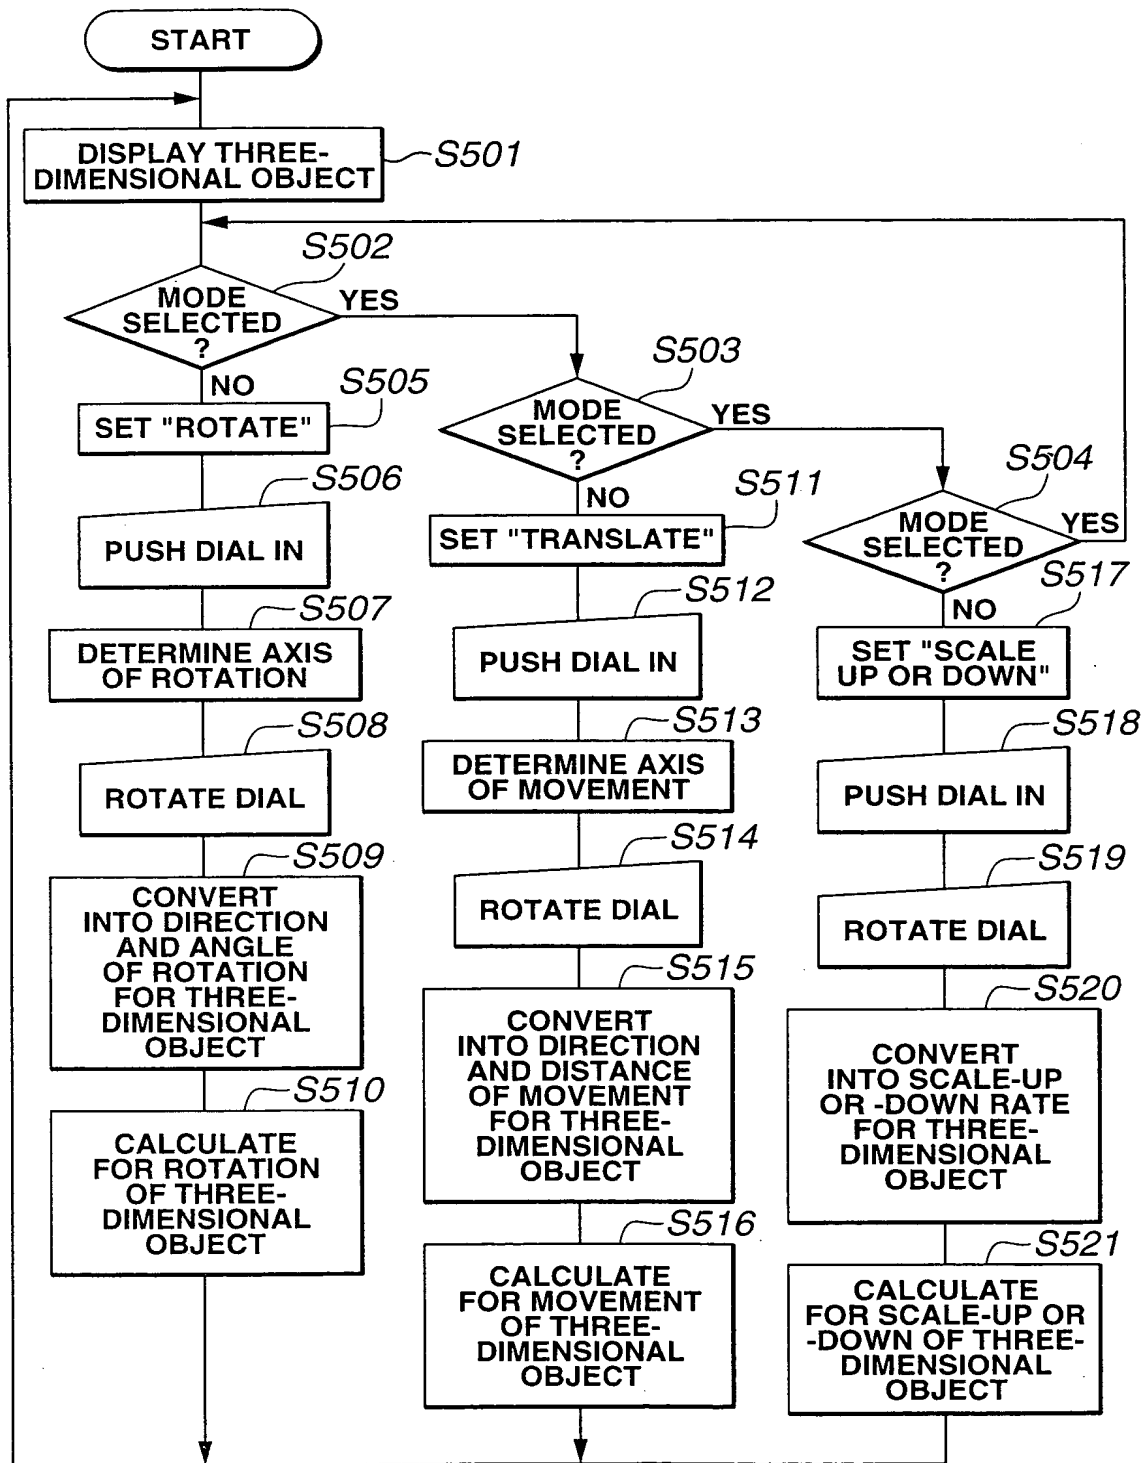 START
DISPLAY THREE-
DIMENSIONAL OBJECT
S501
S502
MODE
SELECTED
?
YES
NO
S505
SET "ROTATE"
S506
PUSH DIAL IN
S507
DETERMINE AXIS
OF ROTATION
S508
ROTATE DIAL
S509
CONVERT
INTO DIRECTION
AND ANGLE
OF ROTATION
FOR THREE-
DIMENSIONAL
OBJECT
S510
CALCULATE
FOR ROTATION
OF THREE-
DIMENSIONAL
OBJECT
S503
MODE
SELECTED
?
YES
NO
S511
SET "TRANSLATE"
S512
PUSH DIAL IN
S513
DETERMINE AXIS
OF MOVEMENT
S514
ROTATE DIAL
S515
CONVERT
INTO DIRECTION
AND DISTANCE
OF MOVEMENT
FOR THREE-
DIMENSIONAL
OBJECT
S516
CALCULATE
FOR MOVEMENT
OF THREE-
DIMENSIONAL
OBJECT
S504
MODE
SELECTED
?
YES
NO
S517
SET "SCALE
UP OR DOWN"
S518
PUSH DIAL IN
S519
ROTATE DIAL
S520
CONVERT
INTO SCALE-UP
OR -DOWN RATE
FOR THREE-
DIMENSIONAL
OBJECT
S521
CALCULATE
FOR SCALE-UP OR
-DOWN OF THREE-
DIMENSIONAL
OBJECT